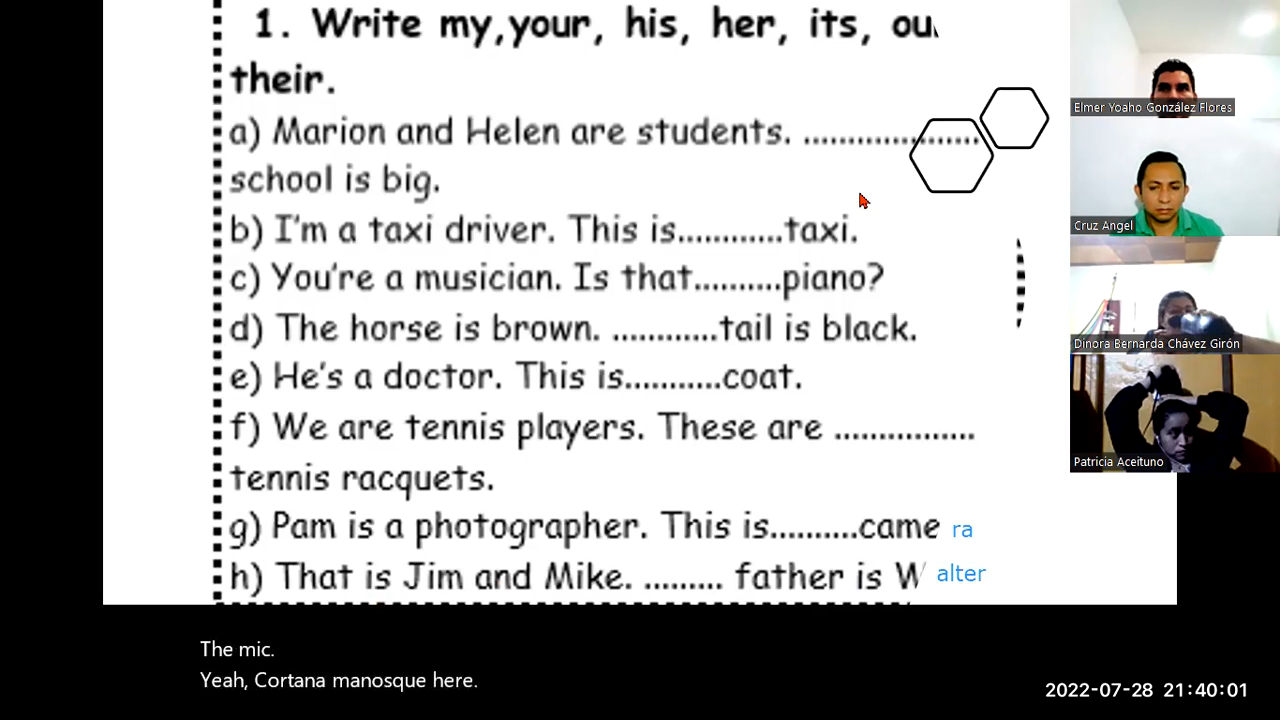 1. Write my,your, his, her, its, ou
their.
a) Marion and Helen are students. ........................
school is big.
b) I'm a taxi driver. This is............taxi.
c) You're a musician. Is that..........piano?
d) The horse is brown. ............tail is black.
e) He's a doctor. This is...........coat.
f) We are tennis players. These are ................
tennis racquets.
g) Pam is a photographer. This is..........came ra
h) That is Jim and Mike. ......... father is W alter
Elmer Yoaho González Flores
Cruz Angel
Dinora Bernarda Chávez Girón
Patricia Aceituno
The mic.
Yeah, Cortana manosque here.
2022-07-28 21:40:01